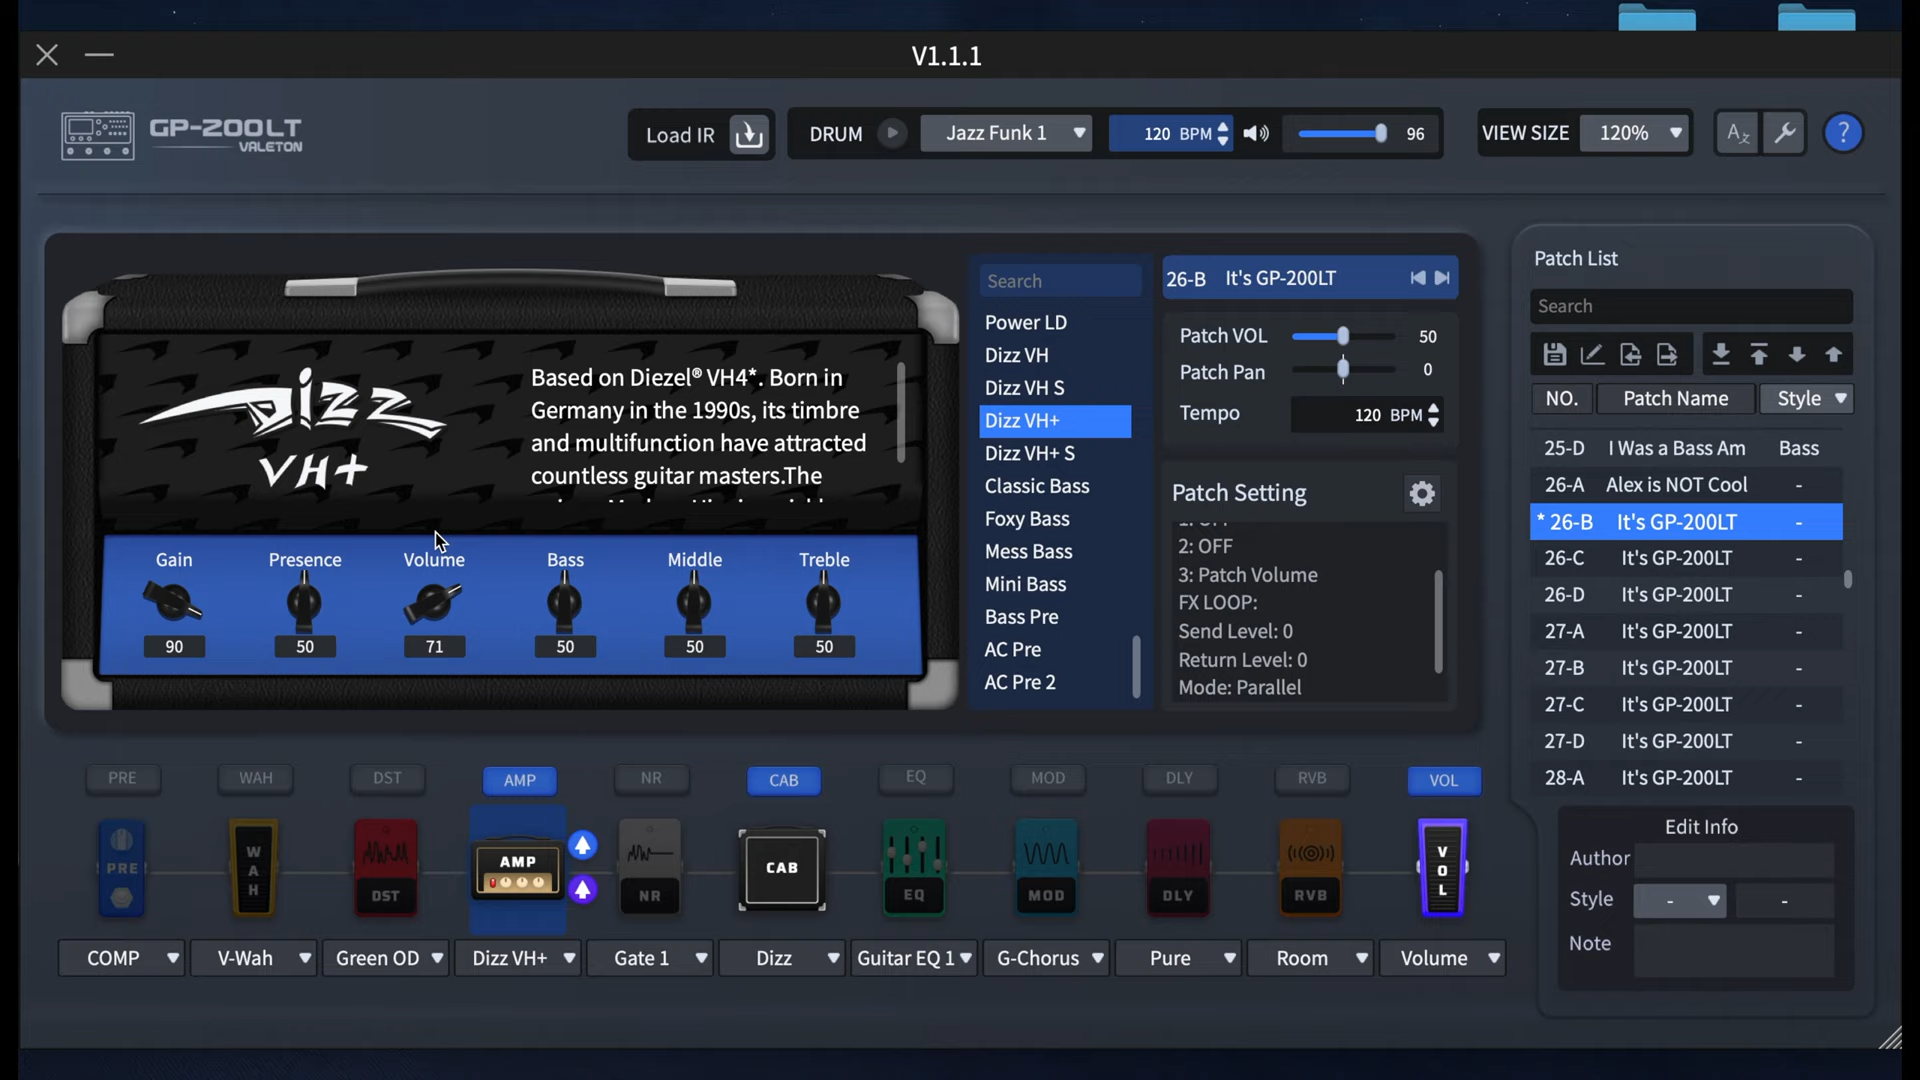 V1.1.1
GP-200LT
VALETON
Load IR
DRUM
Jazz Funk 1
120 BPM
96
VIEW SIZE
120%
Az
?
Dizz
VH+
Based on Diezel® VH4*. Born in
Germany in the 1990s, its timbre
and multifunction have attracted
countless guitar masters.The
Gain
Presence
Volume
Bass
Middle
Treble
90
50
71
50
50
50
Search
Power LD
Dizz VH
Dizz VH S
Dizz VH+
Dizz VH+ S
Classic Bass
Foxy Bass
Mess Bass
Mini Bass
Bass Pre
AC Pre
AC Pre 2
26-B It's GP-200LT
Patch VOL 50
Patch Pan 0
Tempo 120 BPM
Patch Setting
1: OFF
2: OFF
3: Patch Volume
FX LOOP:
Send Level: 0
Return Level: 0
Mode: Parallel
Patch List
Search
NO. Patch Name Style
25-D I Was a Bass Am Bass
26-A Alex is NOT Cool -
* 26-B It's GP-200LT -
26-C It's GP-200LT -
26-D It's GP-200LT -
27-A It's GP-200LT -
27-B It's GP-200LT -
27-C It's GP-200LT -
27-D It's GP-200LT -
28-A It's GP-200LT -
Edit Info
Author
Style - -
Note
PRE
WAH
DST
AMP
NR
CAB
EQ
MOD
DLY
RVB
VOL
PRE
WAH
DST
AMP
NR
CAB
EQ
MOD
DLY
RVB
VOL
COMP
V-Wah
Green OD
Dizz VH+
Gate 1
Dizz
Guitar EQ 1
G-Chorus
Pure
Room
Volume